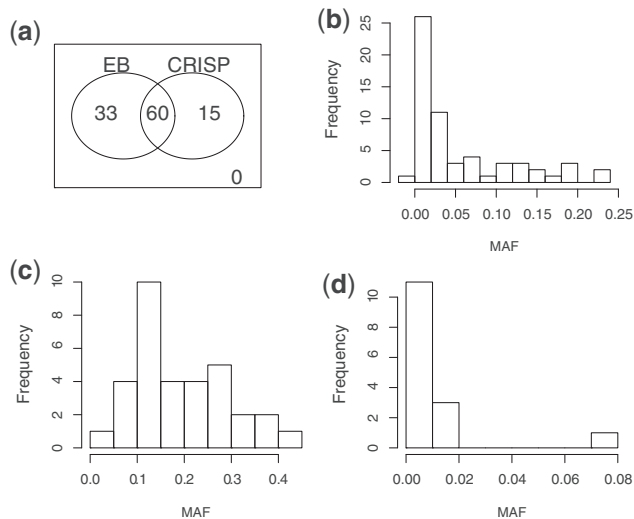 (a)
EB CRISP
33 60 15
0
(b)
Frequency
0 5 10 15 20 25
0.00 0.05 0.10 0.15 0.20 0.25
MAF
(c)
Frequency
0 2 4 6 8 10
0.0 0.1 0.2 0.3 0.4
MAF
(d)
Frequency
0 2 4 6 8 10
0.00 0.02 0.04 0.06 0.08
MAF